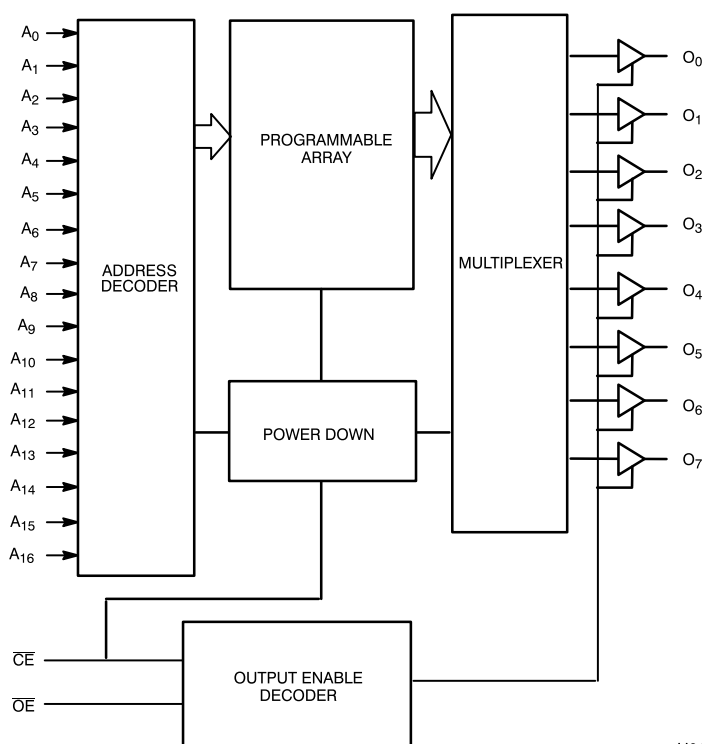 A0
A1
A2
A3
A4
A5
A6
A7
A8
A9
A10
A11
A12
A13
A14
A15
A16
CE
OE
ADDRESS
DECODER
PROGRAMMABLE
ARRAY
POWER DOWN
MULTIPLEXER
OUTPUT ENABLE
DECODER
O0
O1
O2
O3
O4
O5
O6
O7